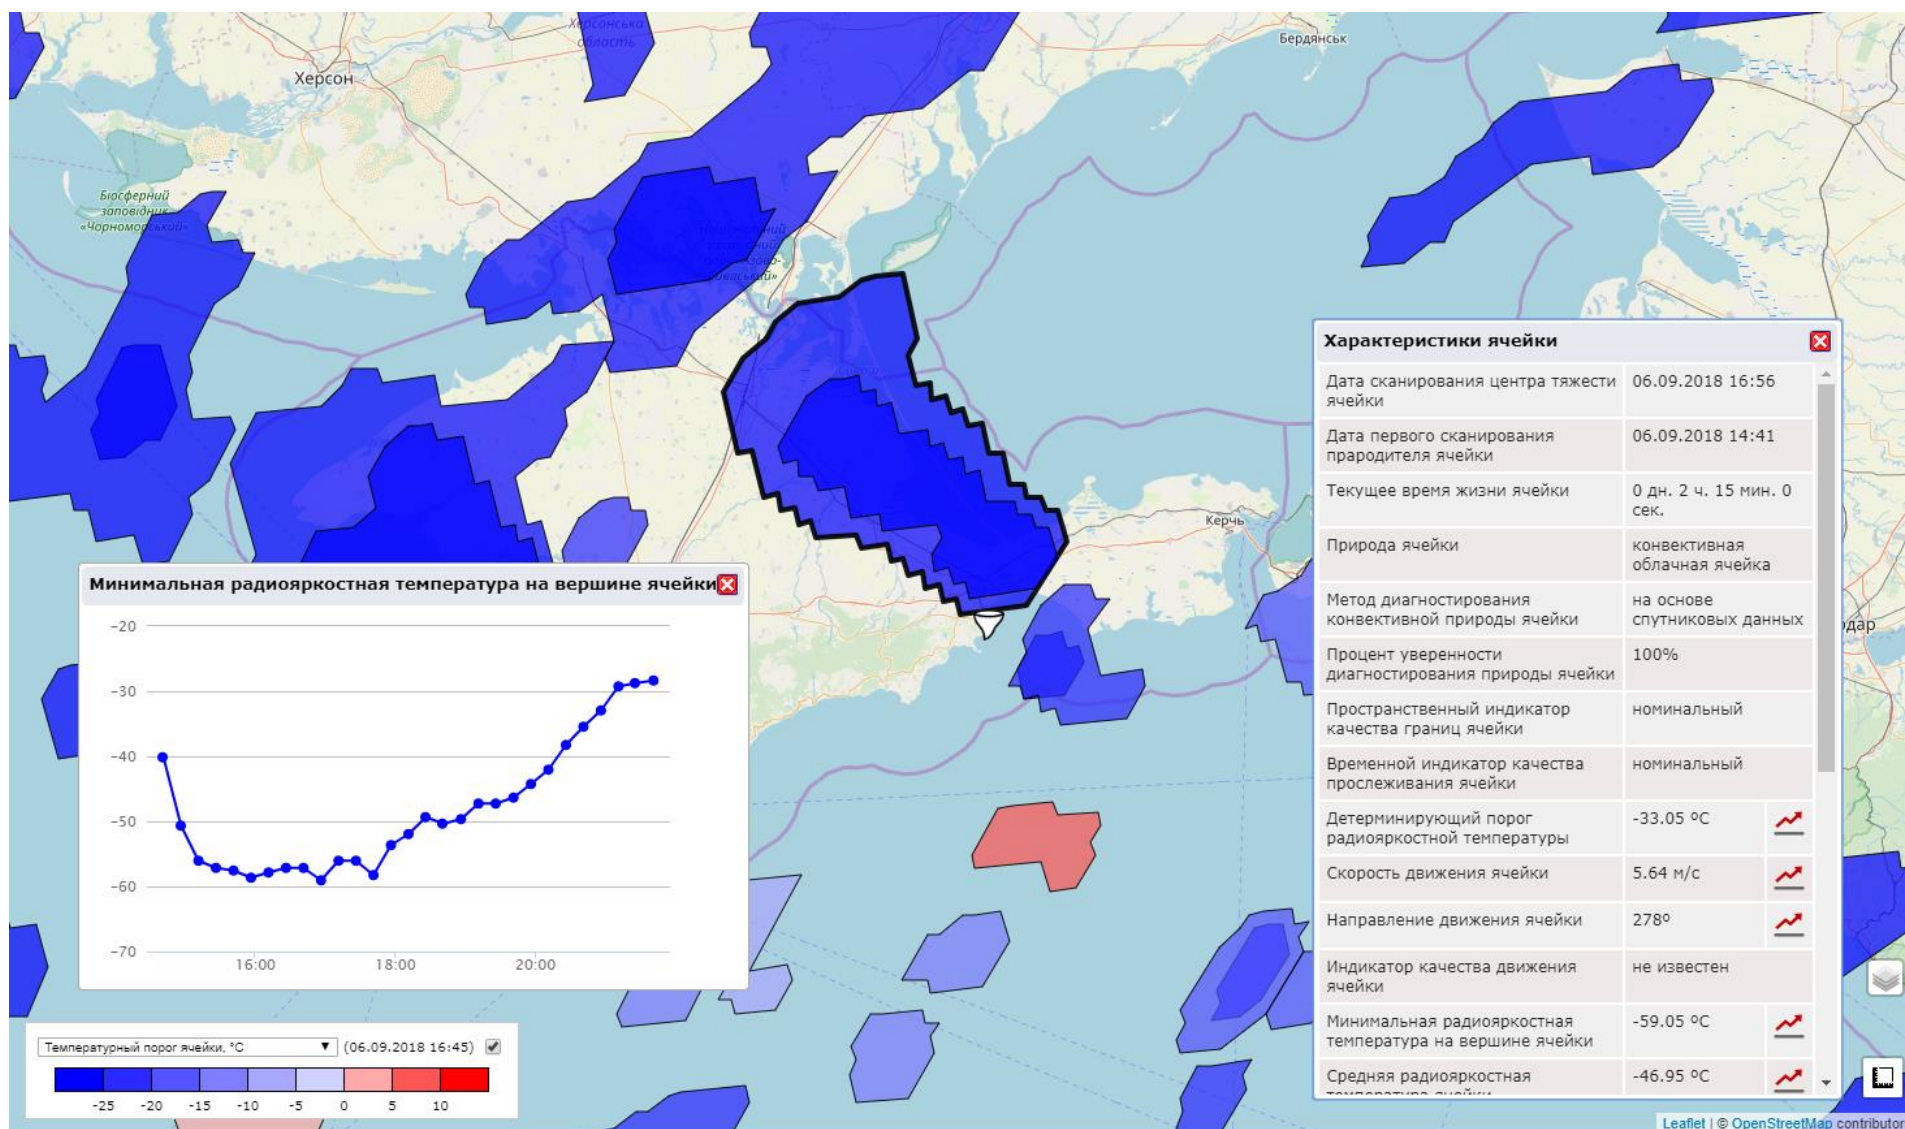 Херсонська
область
Бердянськ
Херсон
Біосферний
заповідник
«Чорноморський»
Керчь
Характеристики ячейки
Дата сканирования центра тяжести
ячейки
06.09.2018 16:56
Дата первого сканирования
прародителя ячейки
06.09.2018 14:41
Текущее время жизни ячейки
0 дн. 2 ч. 15 мин. 0
сек.
Природа ячейки
конвективная
облачная ячейка
Метод диагностирования
конвективной природы ячейки
на основе
спутниковых данных
Процент уверенности
диагностирования природы ячейки
100%
Пространственный индикатор
качества границ ячейки
номинальный
Временной индикатор качества
прослеживания ячейки
номинальный
Детерминирующий порог
радиояркостной температуры
-33.05 ºC
Скорость движения ячейки
5.64 м/с
Направление движения ячейки
278º
Индикатор качества движения
ячейки
не известен
Минимальная радиояркостная
температура на вершине ячейки
-59.05 ºC
Средняя радиояркостная
температура ячейки
-46.95 ºC
одар
Минимальная радиояркостная температура на вершине ячейки
-20
-30
-40
-50
-60
-70
16:00 18:00 20:00
Температурный порог ячейки, °C ▼ (06.09.2018 16:45)
-25 -20 -15 -10 -5 0 5 10
Leaflet | © OpenStreetMap contributor